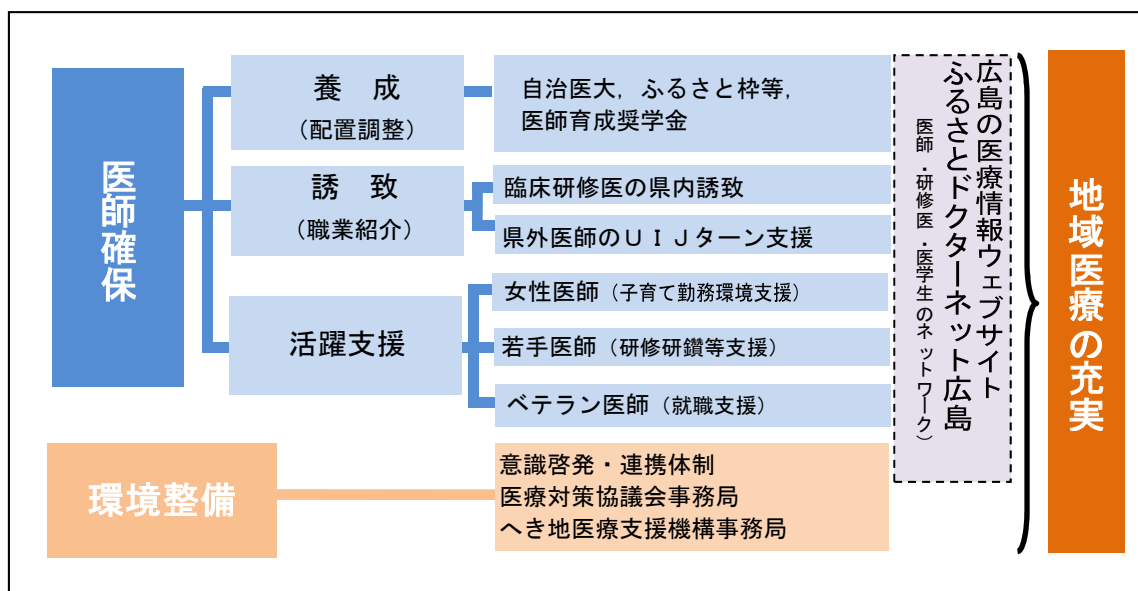 医師確保
養　成
（配置調整）
自治医大，ふるさと枠等，
医師育成奨学金
誘　致
（職業紹介）
臨床研修医の県内誘致
県外医師のＵＩＪターン支援
活躍支援
女性医師（子育て勤務環境支援）
若手医師（研修研鑽等支援）
ベテラン医師（就職支援）
環境整備
意識啓発・連携体制
医療対策協議会事務局
へき地医療支援機構事務局
広島の医療情報ウェブサイト
ふるさとドクターネット広島
医師・研修医・医学生のネットワーク）
地域医療の充実